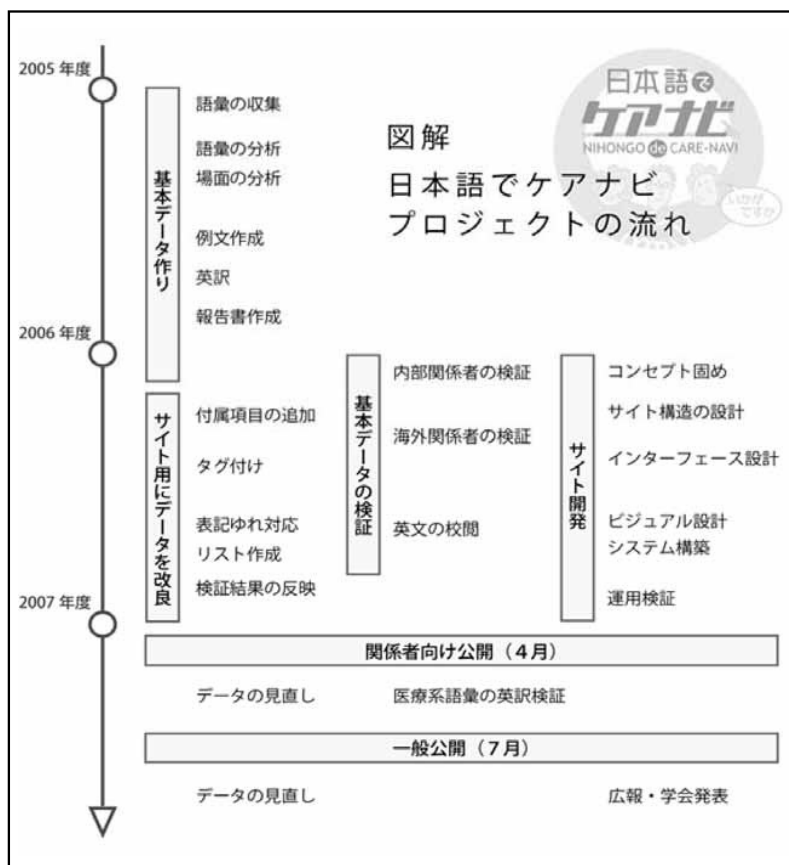 2005 年度
日本語で
ケアナビ
NIHONGO de CARE-NAVI
いかが
ですか
図解
日本語でケアナビ
プロジェクトの流れ
基本データ作り
語彙の収集
語彙の分析
場面の分析
例文作成
英訳
報告書作成
2006 年度
サイト用にデータを改良
付属項目の追加
タグ付け
表記ゆれ対応
リスト作成
検証結果の反映
基本データの検証
内部関係者の検証
海外関係者の検証
英文の校閲
サイト開発
コンセプト固め
サイト構造の設計
インターフェース設計
ビジュアル設計
システム構築
運用検証
2007 年度
関係者向け公開（４月）
データの見直し
医療系語彙の英訳検証
一般公開（７月）
データの見直し
広報・学会発表